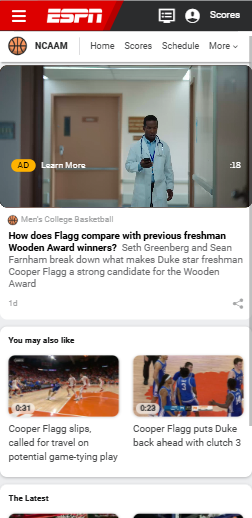 ESPN
Scores
NCAAM
Home Scores Schedule More
AD Learn More :18
Men's College Basketball
How does Flagg compare with previous freshman
Wooden Award winners? Seth Greenberg and Sean
Farnham break down what makes Duke star freshman
Cooper Flagg a strong candidate for the Wooden
Award
1d
You may also like
0:31
Cooper Flagg slips,
called for travel on
potential game-tying play
0:23
Cooper Flagg puts Duke
back ahead with clutch 3
The Latest